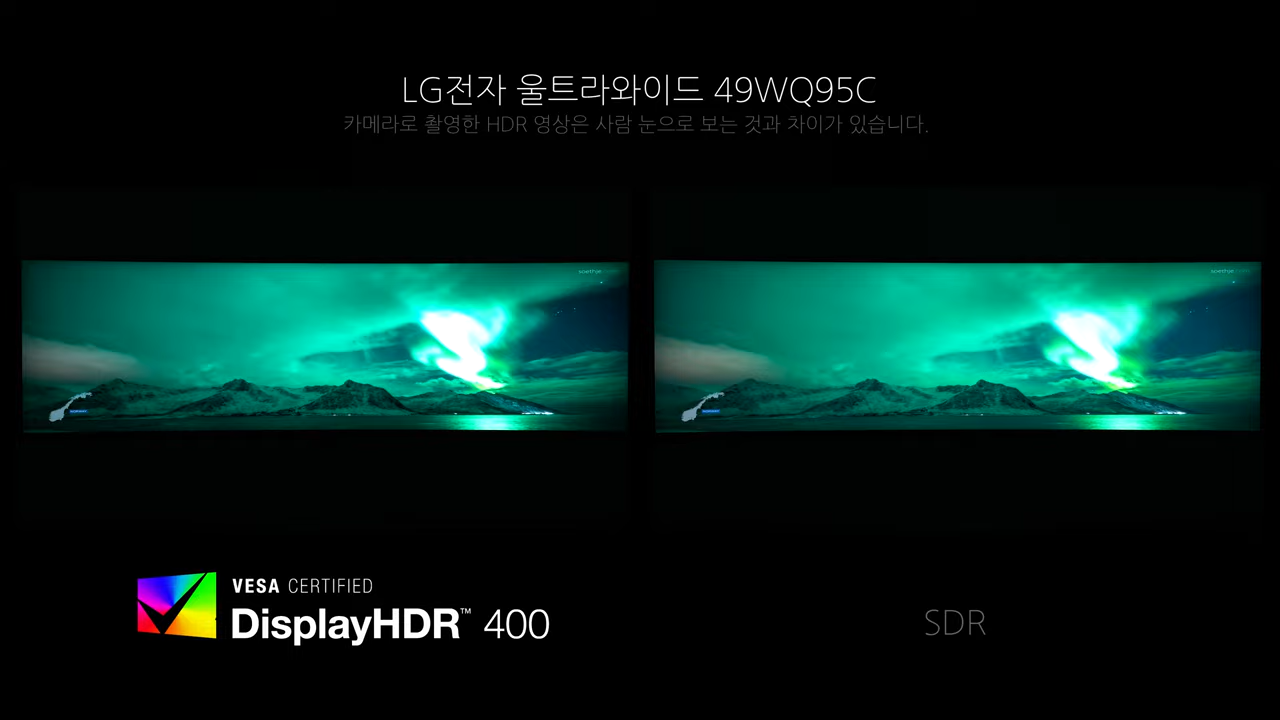 LG전자 울트라와이드 49WQ95C
카메라로 촬영한 HDR 영상은 사람 눈으로 보는 것과 차이가 있습니다.
VESA CERTIFIED
DisplayHDR™ 400
SDR